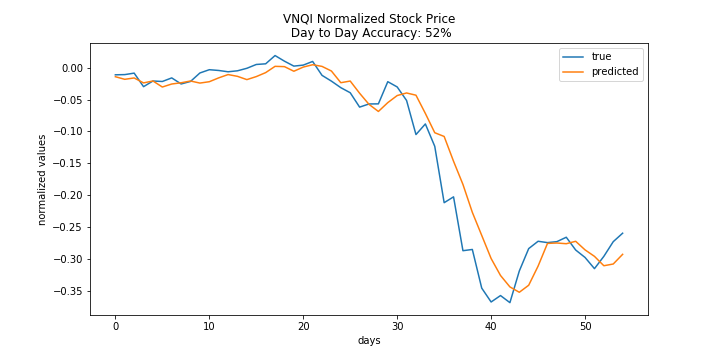 VNQI Normalized Stock Price
Day to Day Accuracy: 52%
true
predicted
normalized values
0.00
−0.05
−0.10
−0.15
−0.20
−0.25
−0.30
−0.35
0 10 20 30 40 50
days